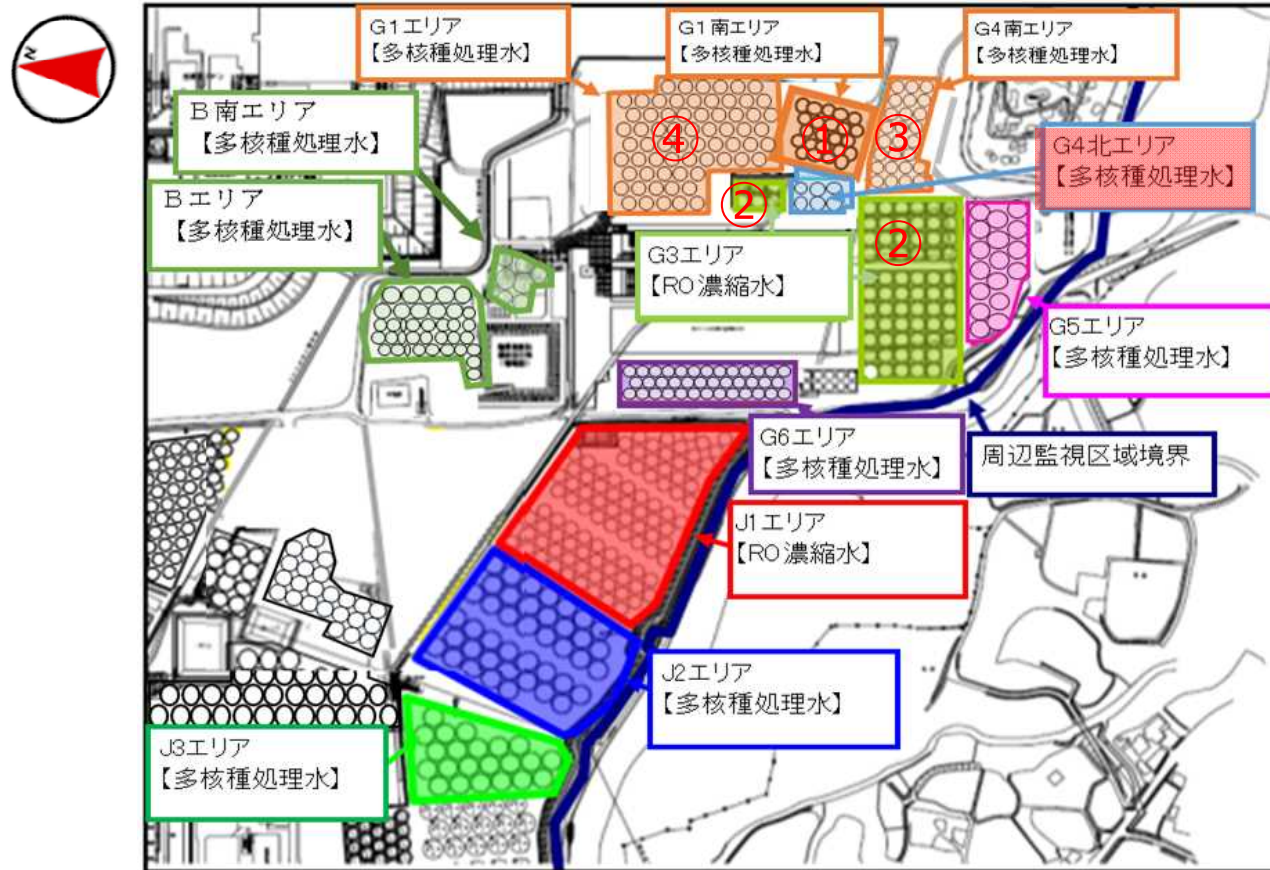 N
G1エリア
【多核種処理水】
G1南エリア
【多核種処理水】
G4南エリア
【多核種処理水】
B南エリア
【多核種処理水】
④
①
③
G4北エリア
【多核種処理水】
Bエリア
【多核種処理水】
②
②
G3エリア
【RO濃縮水】
G5エリア
【多核種処理水】
G6エリア
【多核種処理水】
周辺監視区域境界
J1エリア
【RO濃縮水】
J2エリア
【多核種処理水】
J3エリア
【多核種処理水】